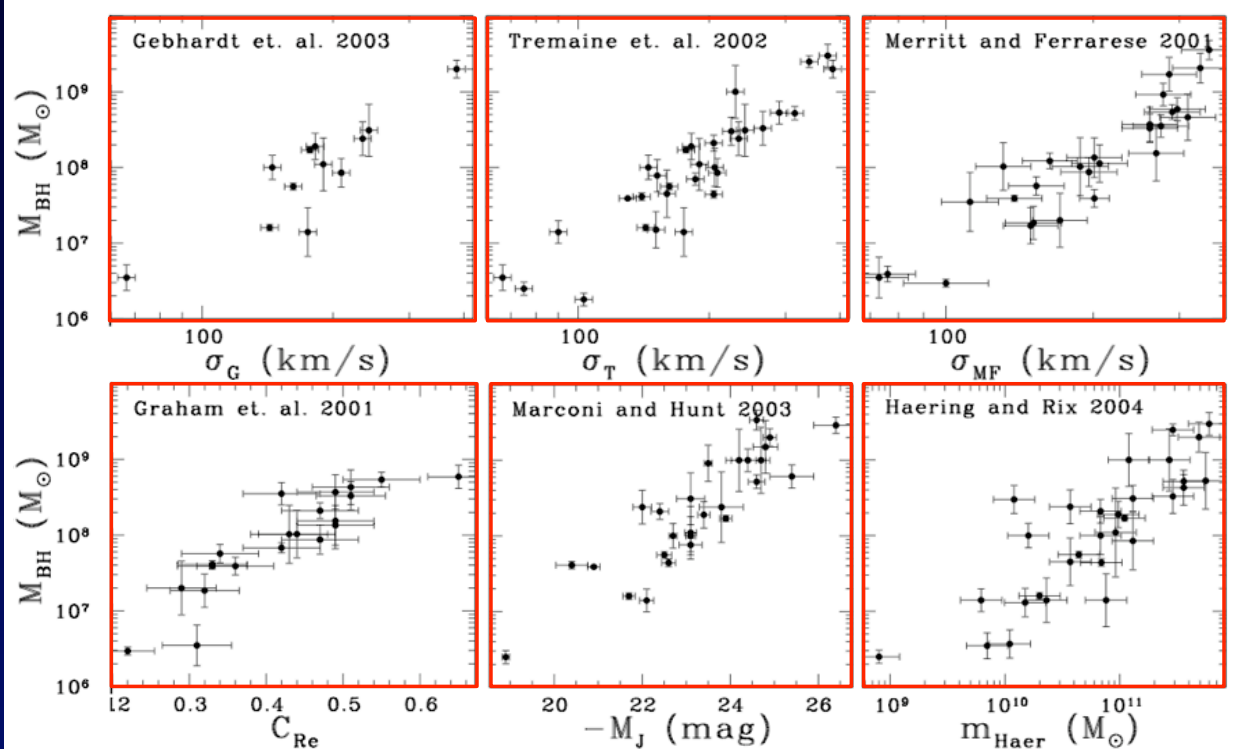 Gebhardt et. al. 2003
Tremaine et. al. 2002
Merritt and Ferrarese 2001
M_BH (M_⊙)
10^9
10^8
10^7
10^6
100
100
100
σ_G (km/s)
σ_T (km/s)
σ_MF (km/s)
Graham et. al. 2001
Marconi and Hunt 2003
Haering and Rix 2004
M_BH (M_⊙)
10^9
10^8
10^7
10^6
12 0.3 0.4 0.5 0.6
20 22 24 26
10^9 10^10 10^11
C_Re
-M_J (mag)
m_Haer (M_⊙)